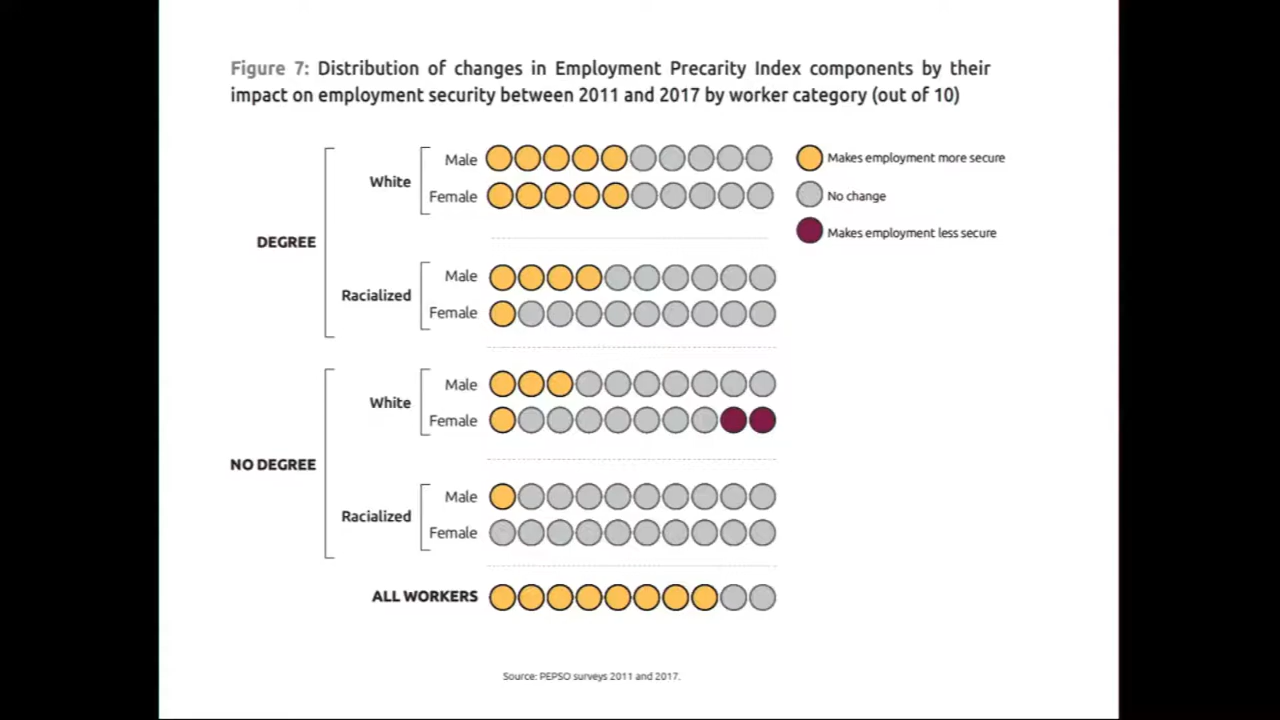 Figure 7: Distribution of changes in Employment Precarity Index components by their
impact on employment security between 2011 and 2017 by worker category (out of 10)
Male
White
Female
DEGREE
Male
Racialized
Female
Male
White
Female
NO DEGREE
Male
Racialized
Female
ALL WORKERS
Makes employment more secure
No change
Makes employment less secure
Source: PEPSO surveys 2011 and 2017.